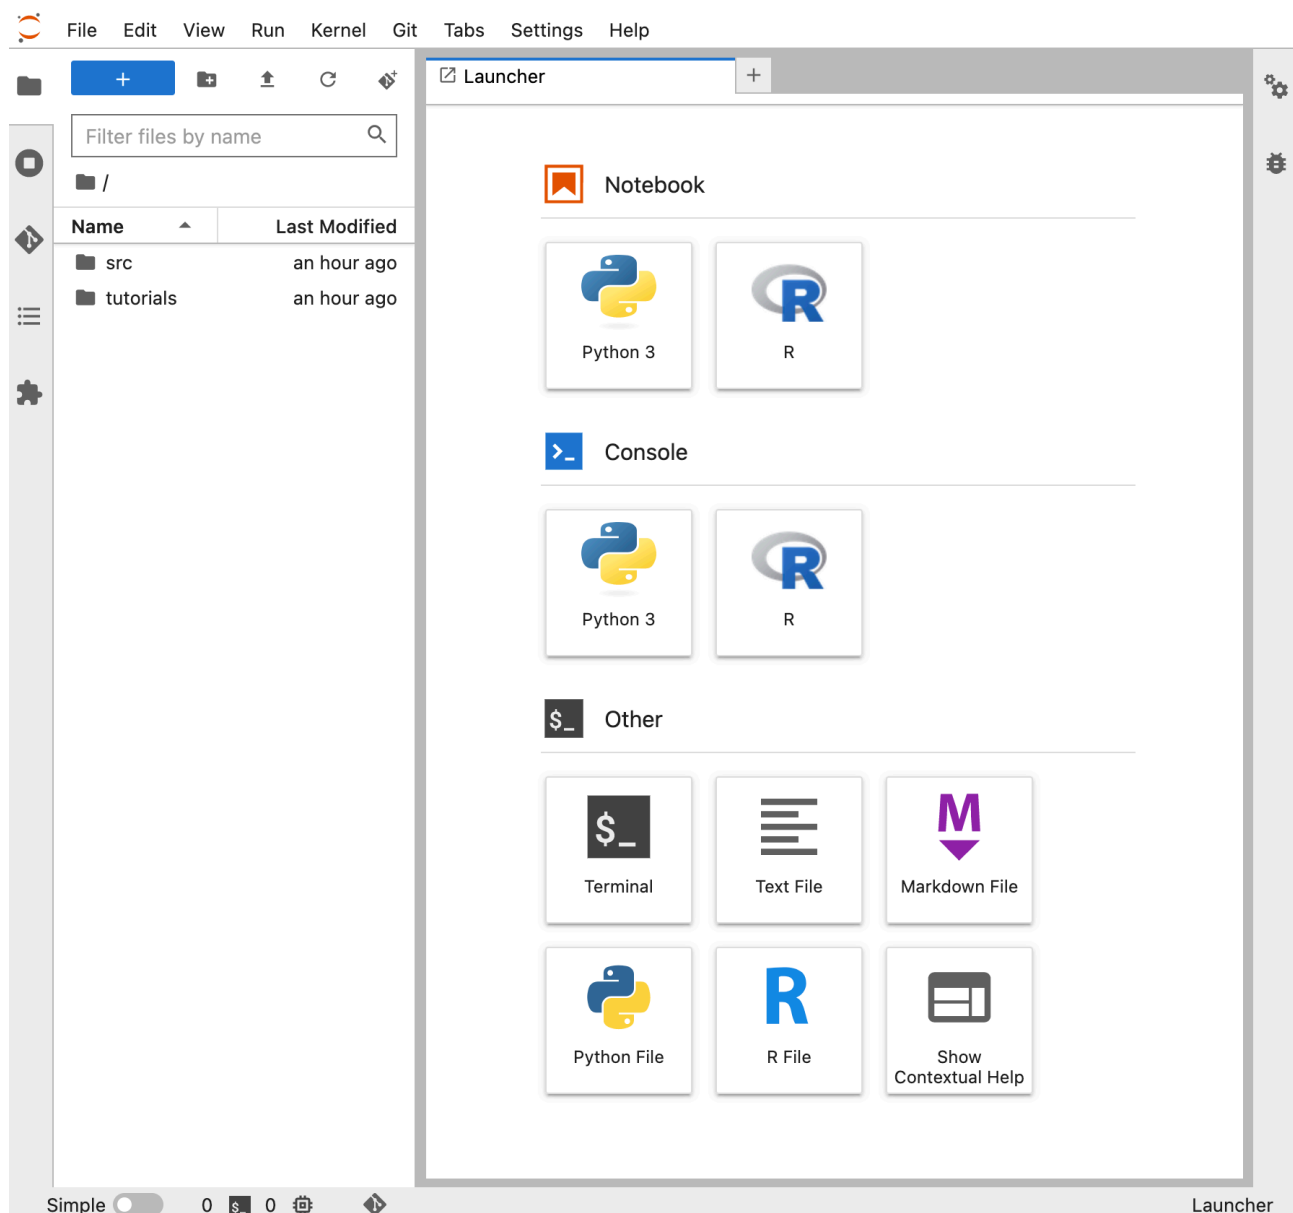 File Edit View Run Kernel Git Tabs Settings Help
+
Launcher
+
Filter files by name
/
Name Last Modified
src an hour ago
tutorials an hour ago
Notebook
Python 3
R
Console
Python 3
R
$_ Other
$_
Terminal
Text File
M
Markdown File
Python File
R
R File
Show
Contextual Help
Simple 0 $_ 0
Launcher